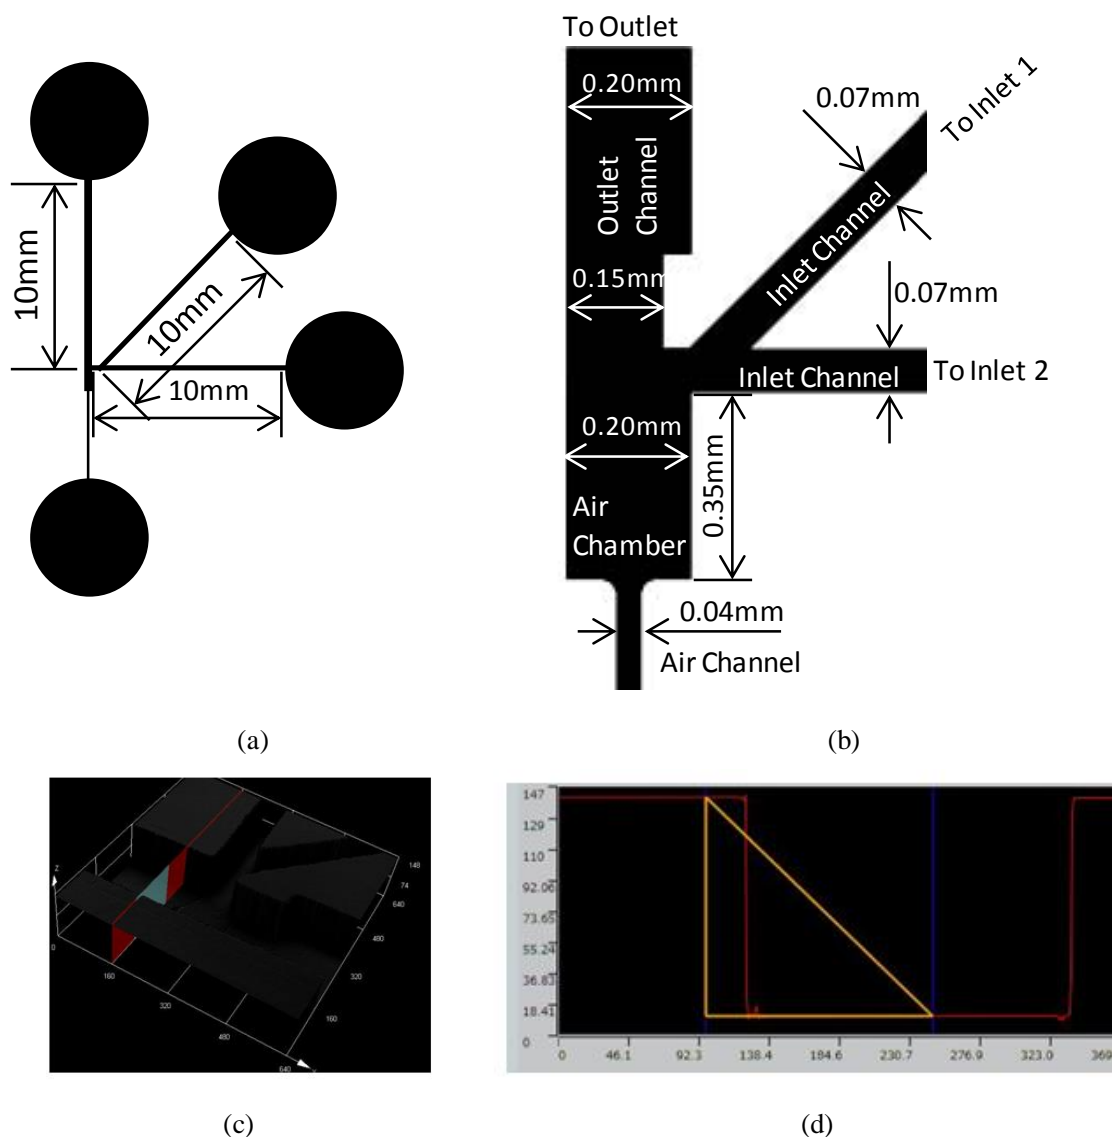 To Outlet
0.20mm
0.07mm
To Inlet 1
Outlet
Channel
Inlet Channel
10mm
10mm
10mm
0.15mm
0.07mm
Inlet Channel
To Inlet 2
0.20mm
0.35mm
Air
Chamber
0.04mm
Air Channel
(a)
(b)
z
148
74
640
480
320
160
0
160
320
480
640
147
129
110
92.06
73.65
55.24
36.83
18.41
0
0
46.1
92.3
138.4
184.6
230.7
276.9
323.0
369
(c)
(d)